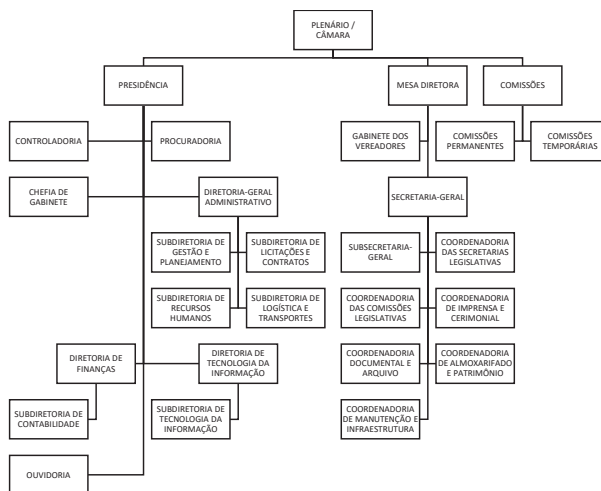 PLENÁRIO /
CÂMARA
PRESIDÊNCIA
MESA DIRETORA
COMISSÕES
CONTROLADORIA
PROCURADORIA
GABINETE DOS
VEREADORES
COMISSÕES
PERMANENTES
COMISSÕES
TEMPORÁRIAS
CHEFIA DE
GABINETE
DIRETORIA-GERAL
ADMINISTRATIVO
SECRETARIA-GERAL
SUBDIRETORIA DE
GESTÃO E
PLANEJAMENTO
SUBDIRETORIA DE
LICITAÇÕES E
CONTRATOS
SUBSECRETARIA-
GERAL
COORDENADORIA
DAS SECRETARIAS
LEGISLATIVAS
SUBDIRETORIA DE
RECURSOS
HUMANOS
SUBDIRETORIA DE
LOGÍSTICA E
TRANSPORTES
COORDENADORIA
DAS COMISSÕES
LEGISLATIVAS
COORDENADORIA
DE IMPRENSA E
CERIMONIAL
DIRETORIA DE
FINANÇAS
DIRETORIA DE
TECNOLOGIA DA
INFORMAÇÃO
COORDENADORIA
DOCUMENTAL E
ARQUIVO
COORDENADORIA
DE ALMOXARIFADO
E PATRIMÔNIO
SUBDIRETORIA DE
CONTABILIDADE
SUBDIRETORIA DE
TECNOLOGIA DA
INFORMAÇÃO
COORDENADORIA
DE MANUTENÇÃO E
INFRAESTRUTURA
OUVIDORIA